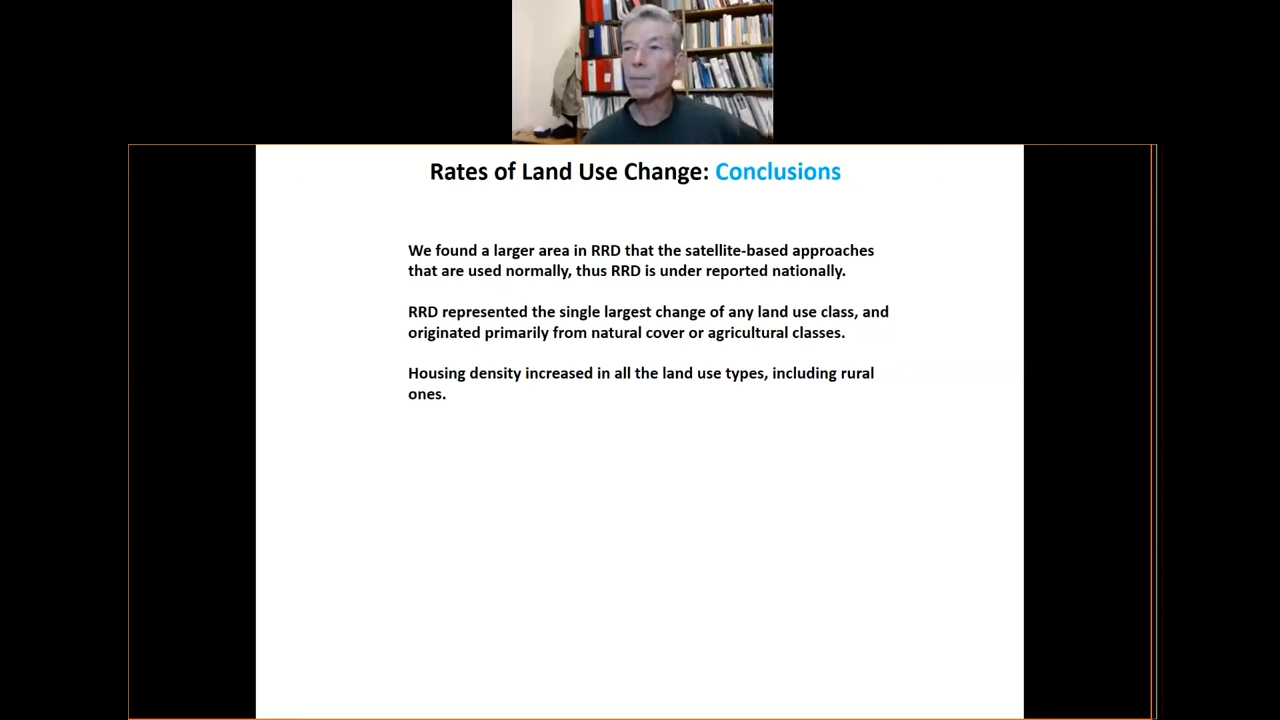 Rates of Land Use Change: Conclusions
We found a larger area in RRD that the satellite-based approaches
that are used normally, thus RRD is under reported nationally.
RRD represented the single largest change of any land use class, and
originated primarily from natural cover or agricultural classes.
Housing density increased in all the land use types, including rural
ones.